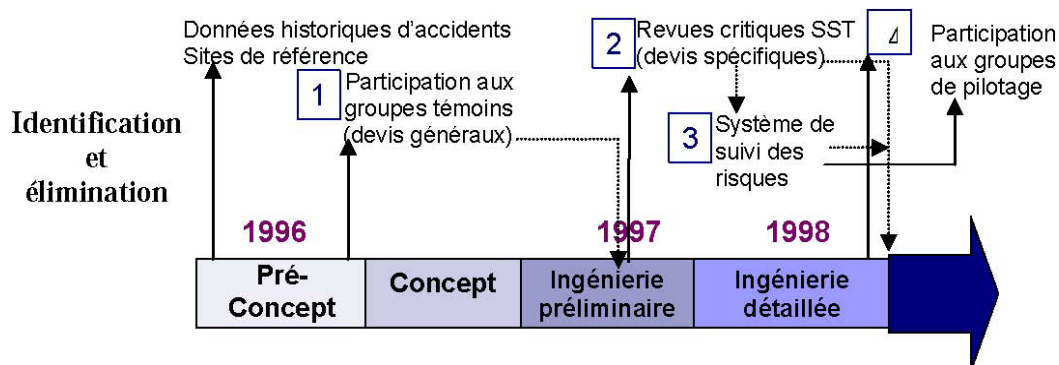 Données historiques d'accidents
Sites de référence
1
Participation aux
groupes témoins
(devis généraux)
2
Revues critiques SST
(devis spécifiques)
3
Système de
suivi des
risques
4
Participation
aux groupes
de pilotage
Identification
et
élimination
1996
1997
1998
Pré-
Concept
Concept
Ingénierie
préliminaire
Ingénierie
détaillée